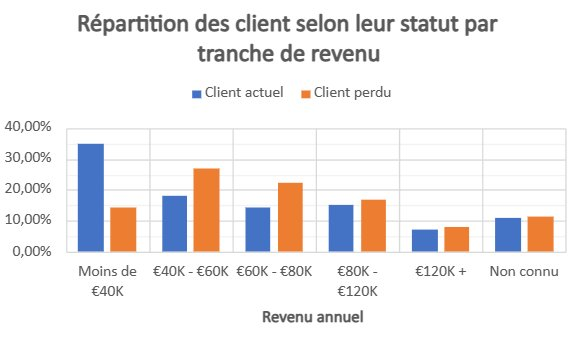 Répartition des client selon leur statut par
tranche de revenu
Client actuel Client perdu
40,00%
30,00%
20,00%
10,00%
0,00%
Moins de €40K - €60K €60K - €80K €80K - €120K + Non connu
€40K €120K
Revenu annuel